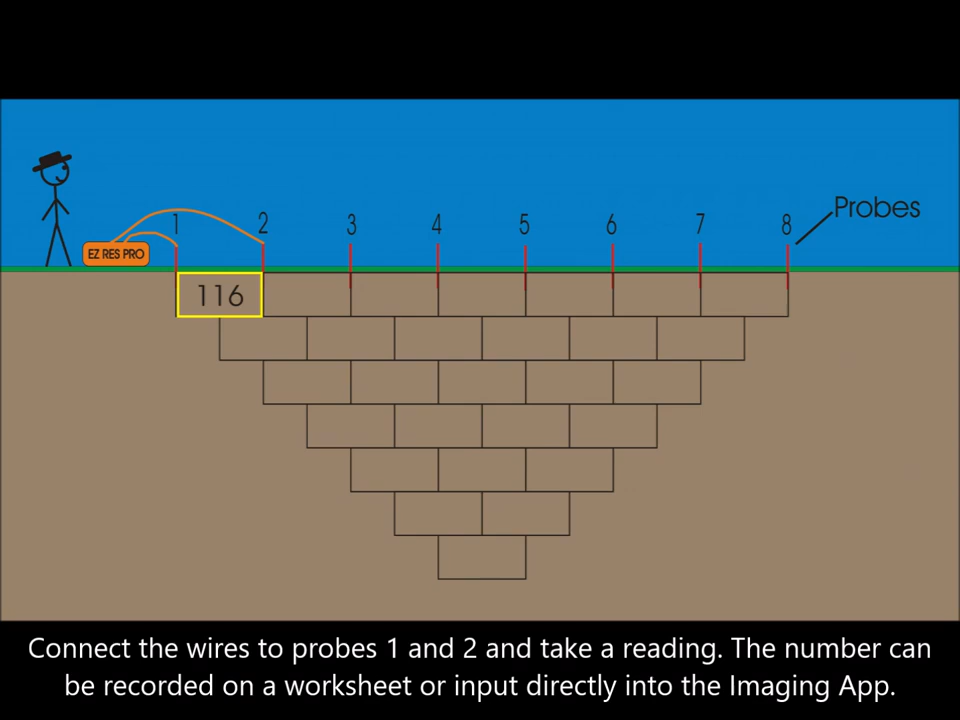 1 2 3 4 5 6 7 8
Probes
EZ RES PRO
116
Connect the wires to probes 1 and 2 and take a reading. The number can
be recorded on a worksheet or input directly into the Imaging App.